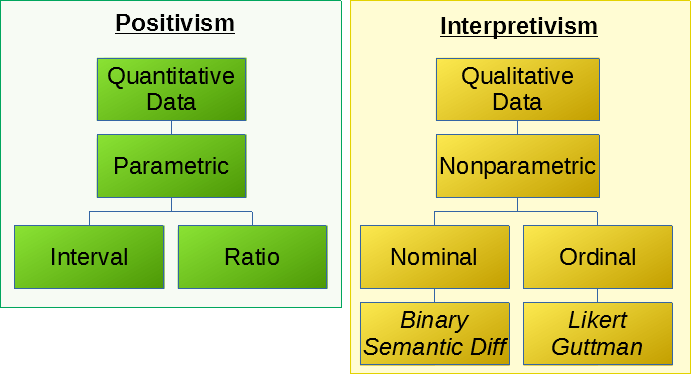 Positivism
Quantitative
Data
Parametric
Interval
Ratio
Interpretivism
Qualitative
Data
Nonparametric
Nominal
Ordinal
Binary
Semantic Diff
Likert
Guttman